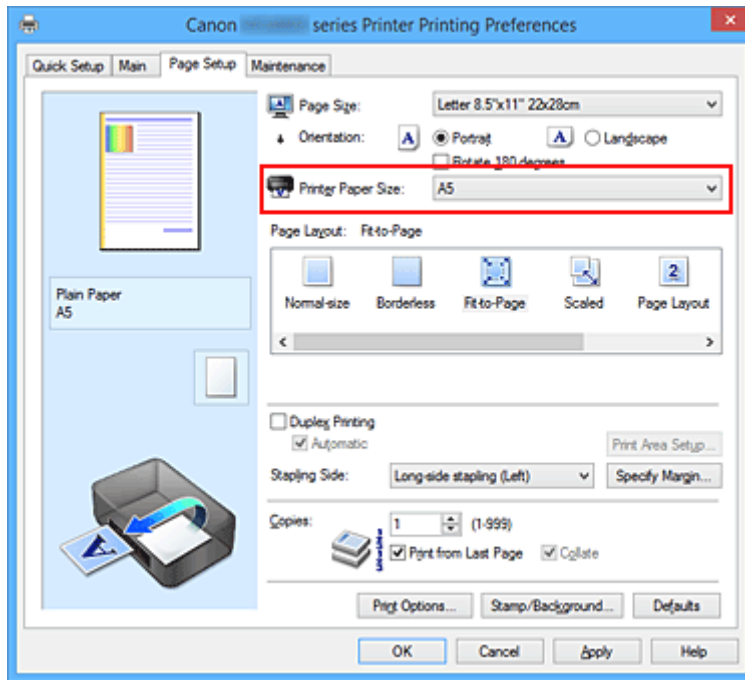 Canon series Printer Printing Preferences
Quick Setup Main Page Setup Maintenance
Page Size: Letter 8.5"x11" 22x28cm
Orientation: A Portrait A Landscape
Rotate 180 degrees
Printer Paper Size: A5
Page Layout: Fit-to-Page
Normal-size Borderless Fit-to-Page Scaled Page Layout
Plain Paper
A5
Duplex Printing
Automatic Print Area Setup...
Stapling Side: Long-side stapling (Left) Specify Margin...
Copies: 1 (1-999)
Print from Last Page Collate
Print Options... Stamp/Background... Defaults
OK Cancel Apply Help